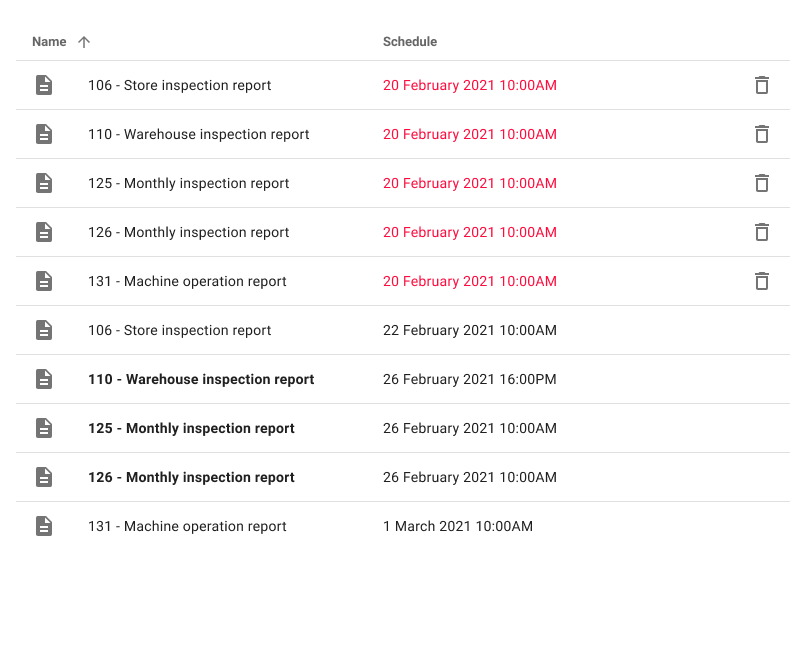 Name Schedule
106 - Store inspection report 20 February 2021 10:00AM
110 - Warehouse inspection report 20 February 2021 10:00AM
125 - Monthly inspection report 20 February 2021 10:00AM
126 - Monthly inspection report 20 February 2021 10:00AM
131 - Machine operation report 20 February 2021 10:00AM
106 - Store inspection report 22 February 2021 10:00AM
110 - Warehouse inspection report 26 February 2021 16:00PM
125 - Monthly inspection report 26 February 2021 10:00AM
126 - Monthly inspection report 26 February 2021 10:00AM
131 - Machine operation report 1 March 2021 10:00AM